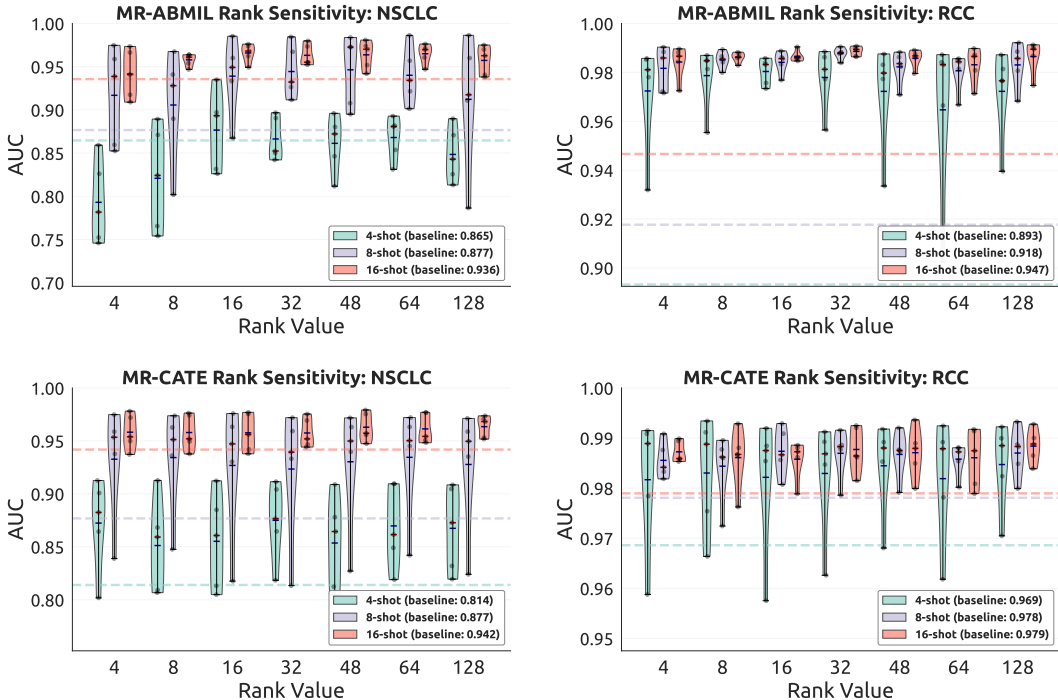 MR-ABMIL Rank Sensitivity: NSCLC
1.00
0.95
0.90
0.85
0.80
0.75
0.70
AUC
4-shot (baseline: 0.865)
8-shot (baseline: 0.877)
16-shot (baseline: 0.936)
4 8 16 32 48 64 128
Rank Value
MR-ABMIL Rank Sensitivity: RCC
1.00
0.98
0.96
0.94
0.92
0.90
AUC
4-shot (baseline: 0.893)
8-shot (baseline: 0.918)
16-shot (baseline: 0.947)
4 8 16 32 48 64 128
Rank Value
MR-CATE Rank Sensitivity: NSCLC
1.00
0.95
0.90
0.85
0.80
AUC
4-shot (baseline: 0.814)
8-shot (baseline: 0.877)
16-shot (baseline: 0.942)
4 8 16 32 48 64 128
Rank Value
MR-CATE Rank Sensitivity: RCC
1.00
0.99
0.98
0.97
0.96
0.95
AUC
4-shot (baseline: 0.969)
8-shot (baseline: 0.978)
16-shot (baseline: 0.979)
4 8 16 32 48 64 128
Rank Value